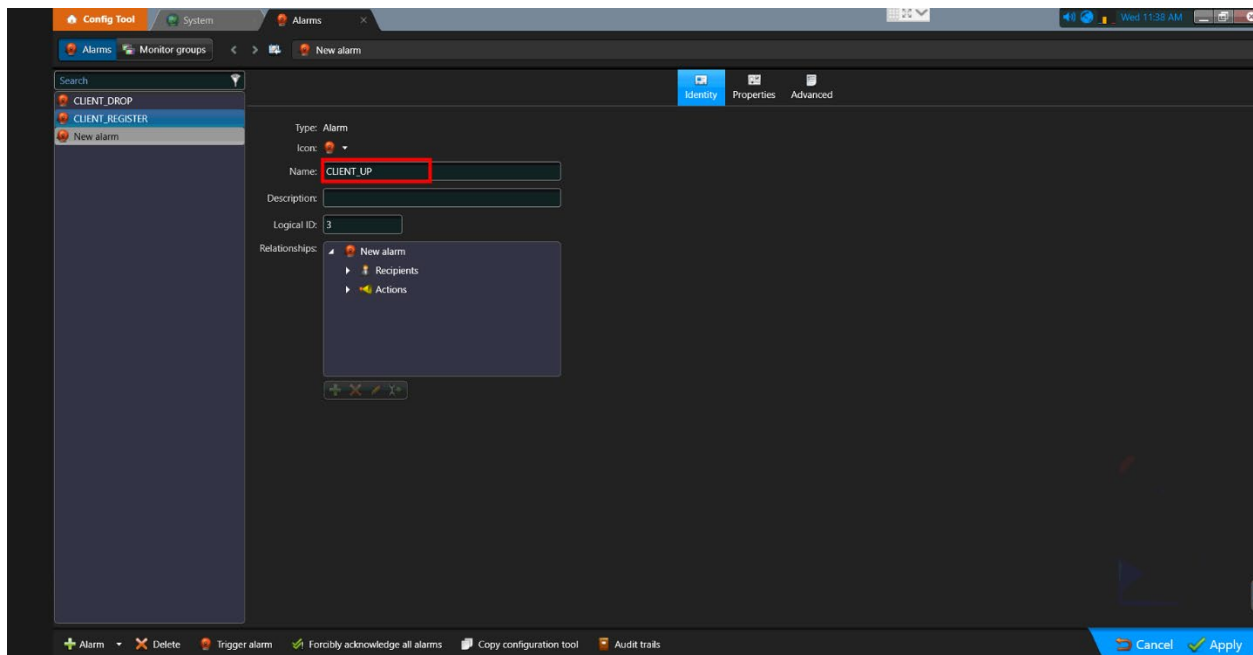 Config Tool System Alarms × Wed 11:38 AM
Alarms Monitor groups < > New alarm
Search
Identity Properties Advanced
CLIENT_DROP
CLIENT_REGISTER
New alarm
Type: Alarm
Icon:
Name: CLIENT_UP
Description:
Logical ID: 3
Relationships: New alarm
Recipients
Actions
Alarm Delete Trigger alarm Forcibly acknowledge all alarms Copy configuration tool Audit trails Cancel Apply